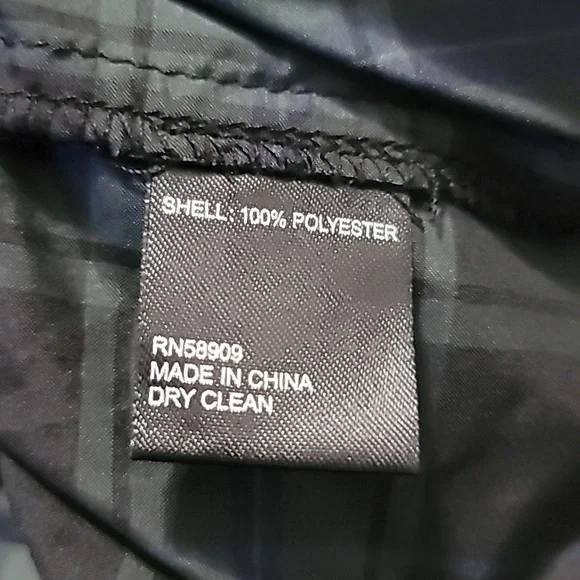 SHELL: 100% POLYESTER
RN58909
MADE IN CHINA
DRY CLEAN